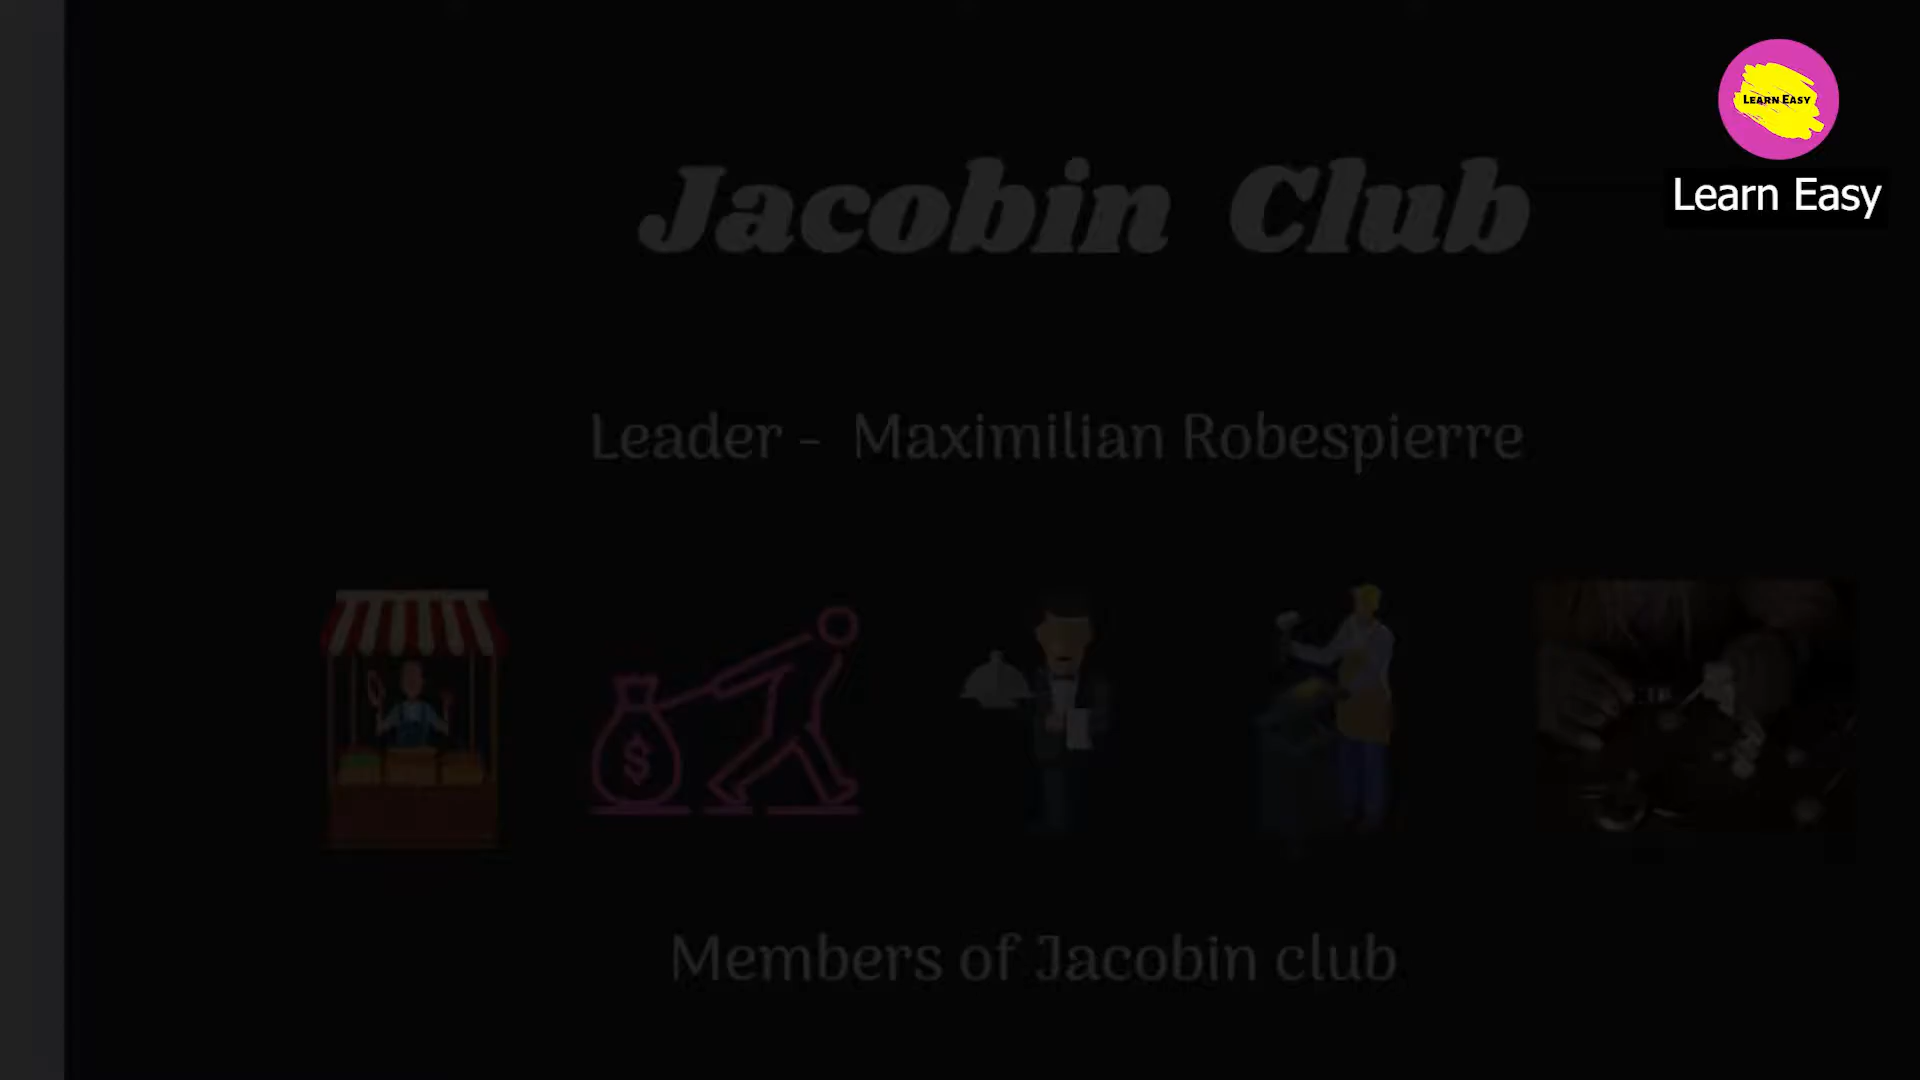 LEARN EASY
Learn Easy
Jacobin Club
Leader - Maximilian Robespierre
$
Members of Jacobin club